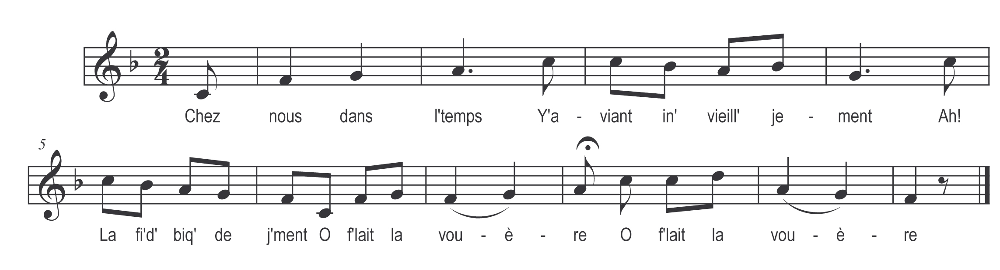 Chez nous dans l'temps Y'a - viant in' vieill' je - ment Ah!
5
La fi'd' biq' de j'ment O f'lait la vou - è - re O f'lait la vou - è - re